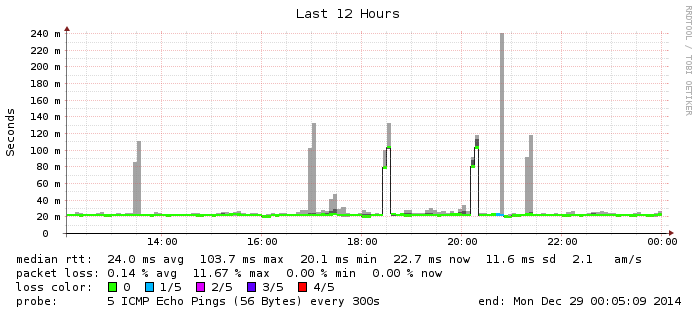 Last 12 Hours
RRDTOOL / TOBI OETIKER
Seconds
240 m
220 m
200 m
180 m
160 m
140 m
120 m
100 m
80 m
60 m
40 m
20 m
0
14:00 16:00 18:00 20:00 22:00 00:00
median rtt: 24.0 ms avg 103.7 ms max 20.1 ms min 22.7 ms now 11.6 ms sd 2.1 am/s
packet loss: 0.14 % avg 11.67 % max 0.00 % min 0.00 % now
loss color: 0 1/5 2/5 3/5 4/5
probe: 5 ICMP Echo Pings (56 Bytes) every 300s end: Mon Dec 29 00:05:09 2014